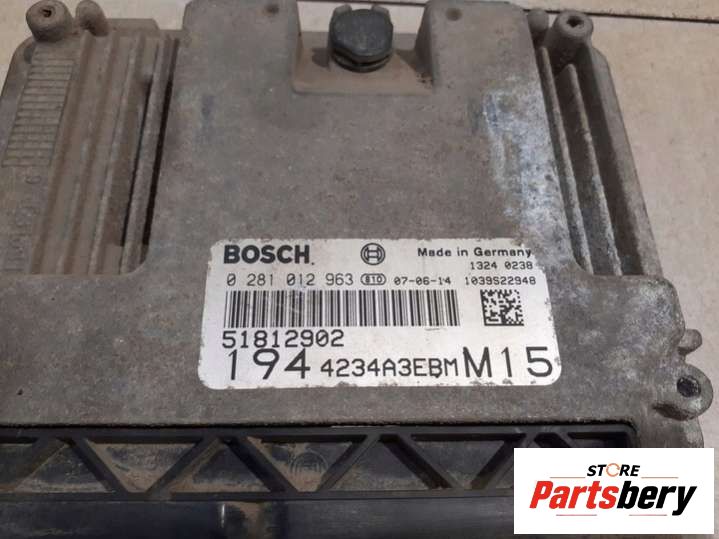 BOSCH Made in Germany
1324 0238
0 281 012 963 810 07-06-14 1039S22948
51812902
194 4234A3EBM M15
STORE
Partsbery